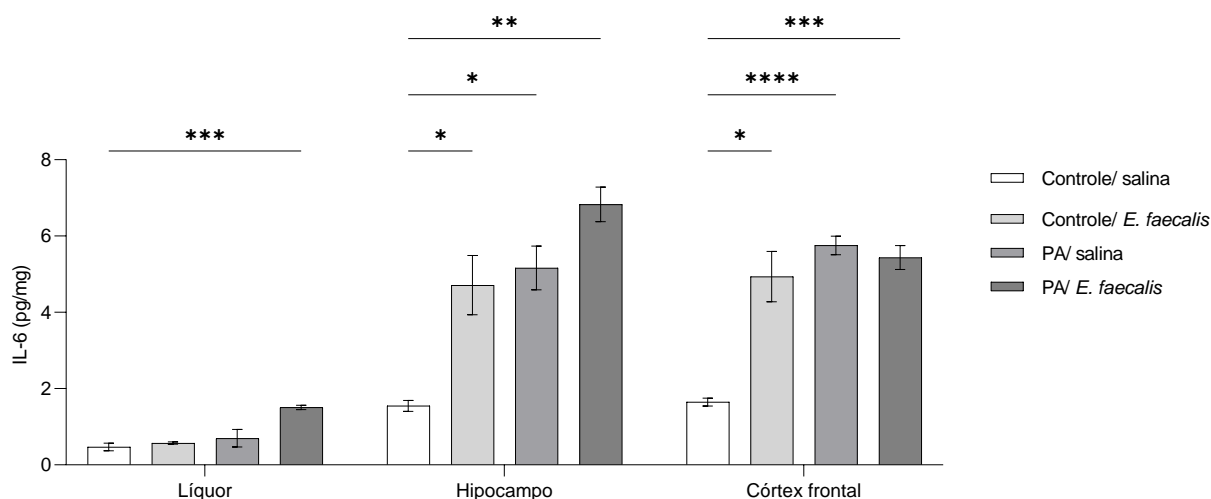 ** ***
* ****
*** * *
8
6
4
2
0
IL-6 (pg/mg)
Líquor Hipocampo Córtex frontal
Controle/ salina
Controle/ E. faecalis
PA/ salina
PA/ E. faecalis